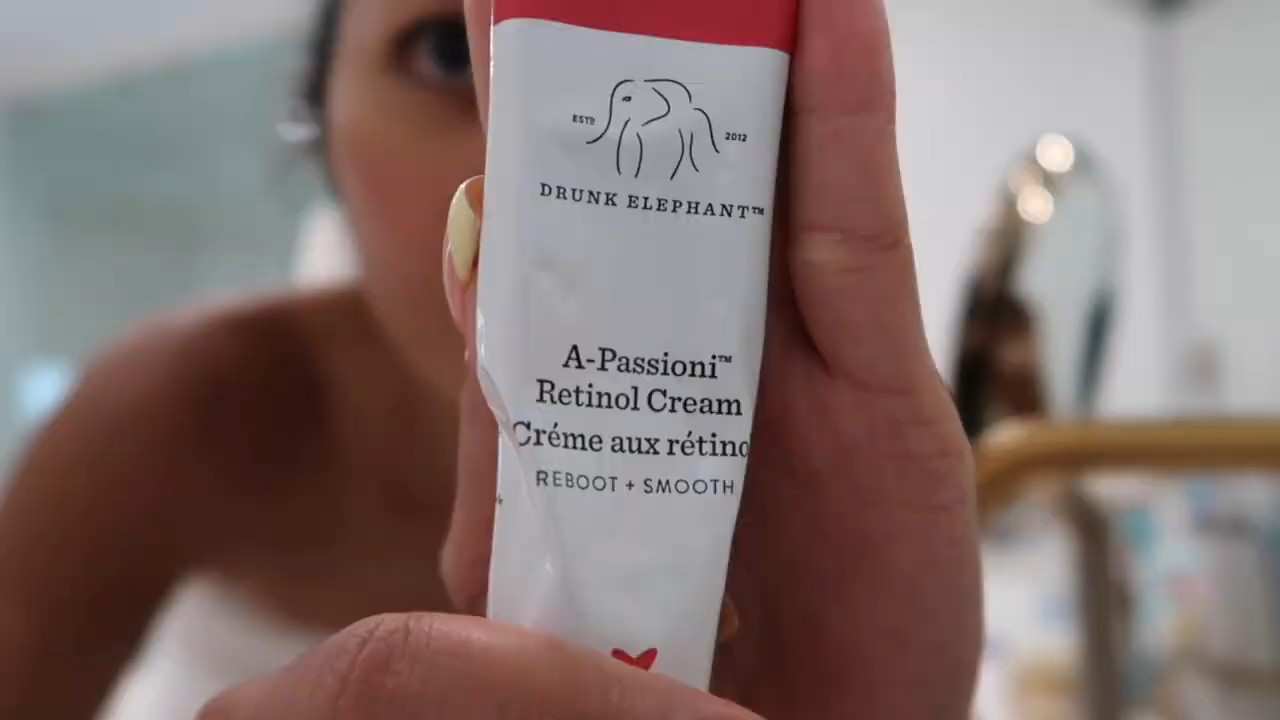 ESTD 2012
DRUNK ELEPHANT™
A-Passioni™
Retinol Cream
Créme aux rétino
REBOOT + SMOOTH